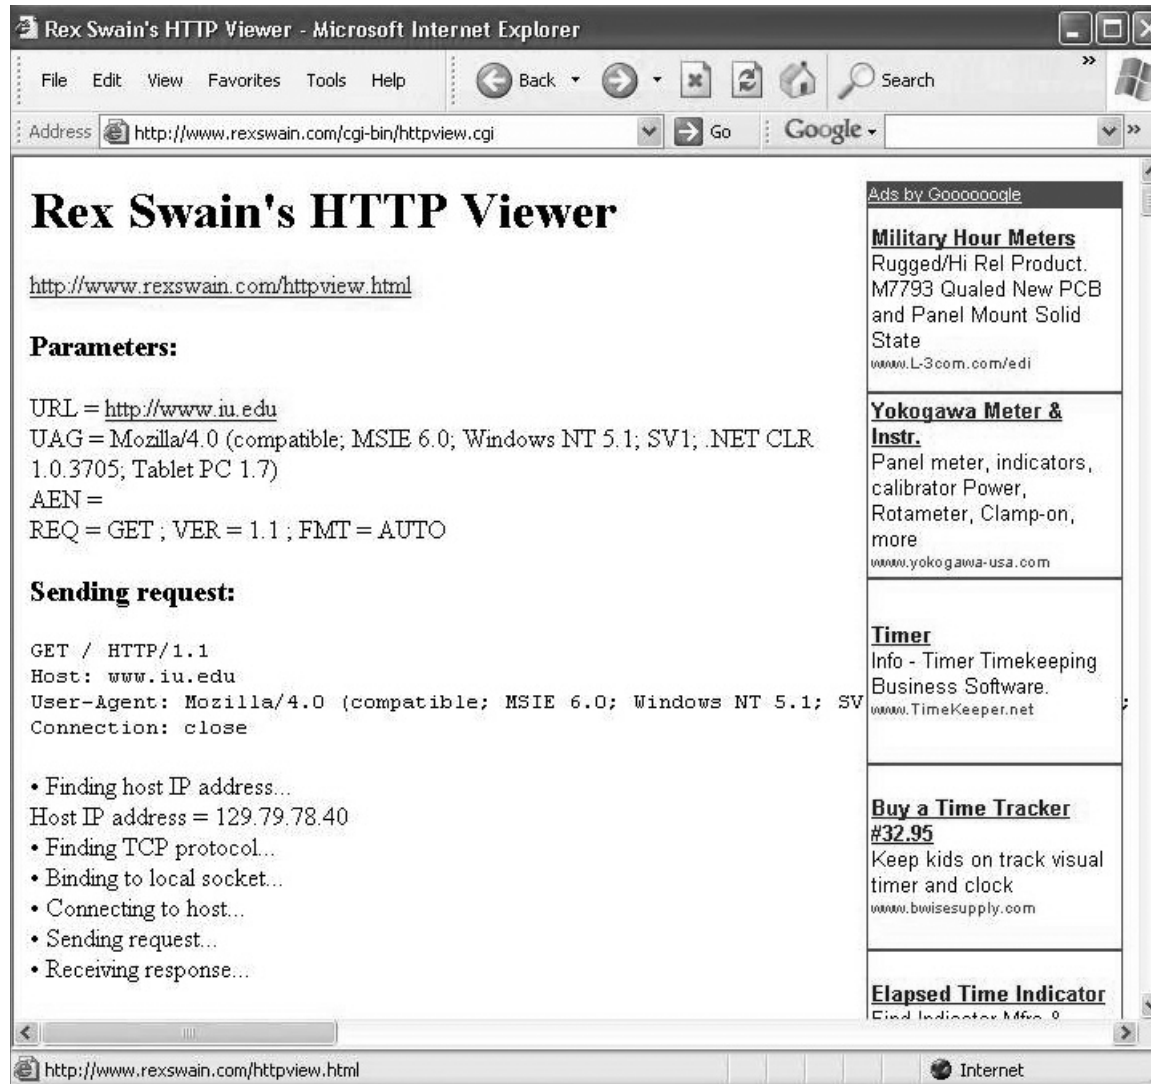 Rex Swain's HTTP Viewer - Microsoft Internet Explorer
File Edit View Favorites Tools Help Back Search »
Address http://www.rexswain.com/cgi-bin/httpview.cgi Go Google »
Rex Swain's HTTP Viewer
http://www.rexswain.com/httpview.html
Parameters:
URL = http://www.iu.edu
UAG = Mozilla/4.0 (compatible; MSIE 6.0; Windows NT 5.1; SV1; .NET CLR
1.0.3705; Tablet PC 1.7)
AEN =
REQ = GET ; VER = 1.1 ; FMT = AUTO
Sending request:
GET / HTTP/1.1
Host: www.iu.edu
User-Agent: Mozilla/4.0 (compatible; MSIE 6.0; Windows NT 5.1; SV ;
Connection: close
• Finding host IP address...
Host IP address = 129.79.78.40
• Finding TCP protocol...
• Binding to local socket...
• Connecting to host...
• Sending request...
• Receiving response...
Ads by Goooooogle
Military Hour Meters
Rugged/Hi Rel Product.
M7793 Qualed New PCB
and Panel Mount Solid
State
www.L-3com.com/edi
Yokogawa Meter &
Instr.
Panel meter, indicators,
calibrator Power,
Rotameter, Clamp-on,
more
www.yokogawa-usa.com
Timer
Info - Timer Timekeeping
Business Software.
www.TimeKeeper.net
Buy a Time Tracker
#32.95
Keep kids on track visual
timer and clock
www.bwisesupply.com
Elapsed Time Indicator
Find Indicator Mfrs &
http://www.rexswain.com/httpview.html Internet